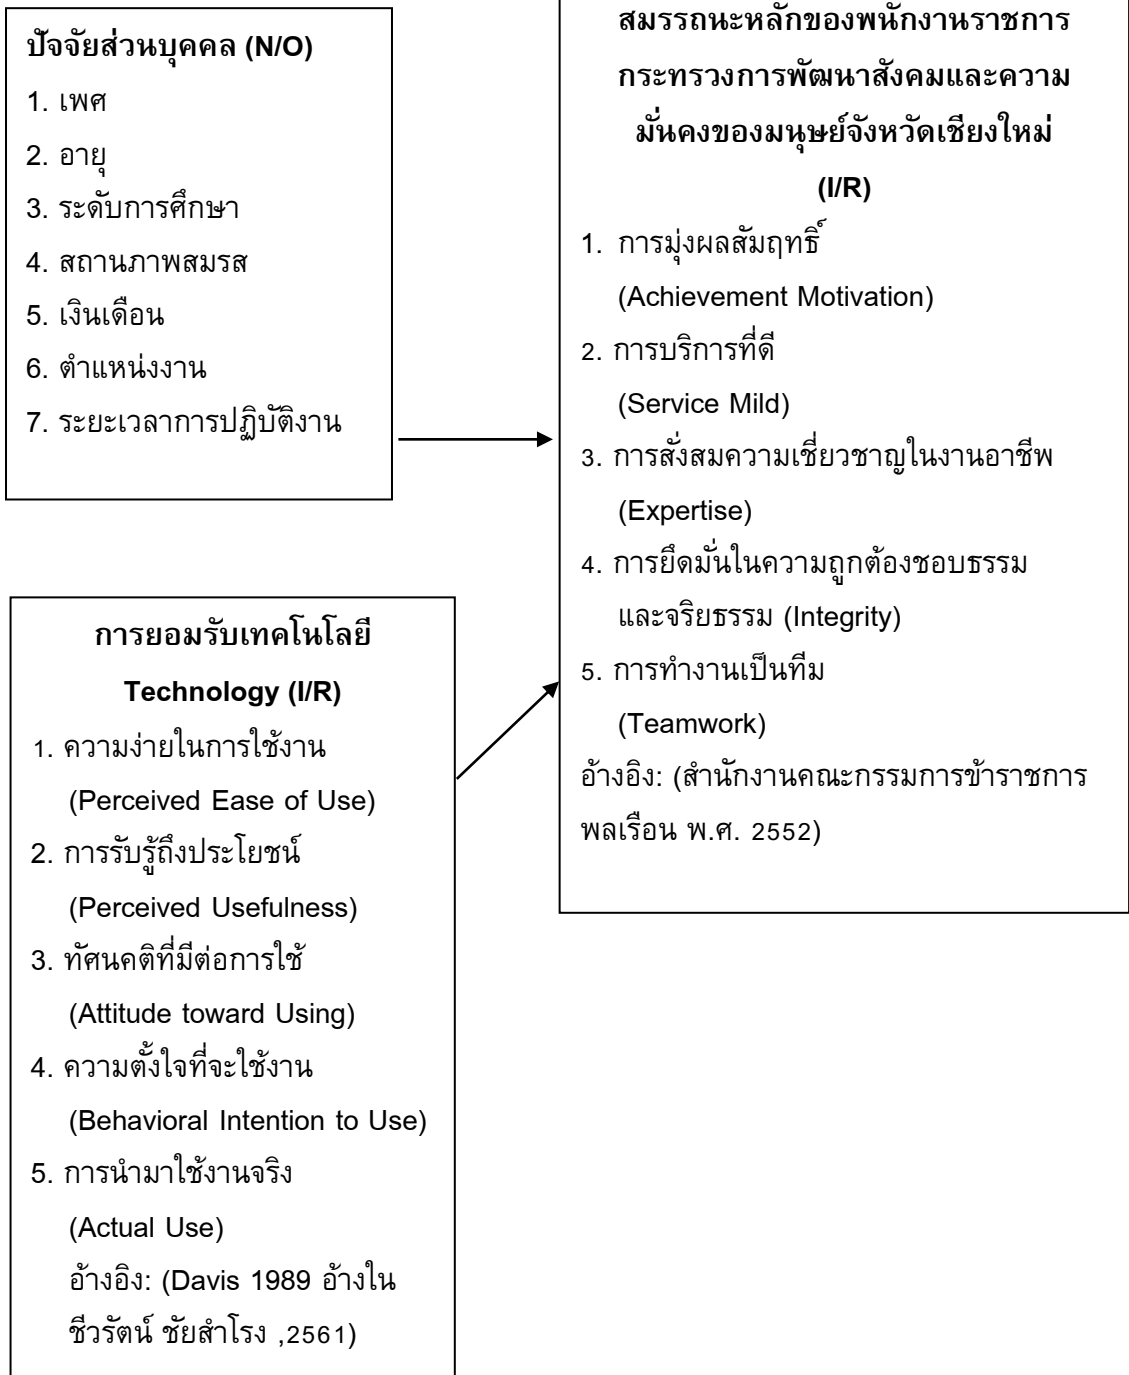 ปัจจัยส่วนบุคคล (N/O)
1. เพศ
2. อายุ
3. ระดับการศึกษา
4. สถานภาพสมรส
5. เงินเดือน
6. ตำแหน่งงาน
7. ระยะเวลาการปฏิบัติงาน
การยอมรับเทคโนโลยี
Technology (I/R)
1. ความง่ายในการใช้งาน
(Perceived Ease of Use)
2. การรับรู้ถึงประโยชน์
(Perceived Usefulness)
3. ทัศนคติที่มีต่อการใช้
(Attitude toward Using)
4. ความตั้งใจที่จะใช้งาน
(Behavioral Intention to Use)
5. การนำมาใช้งานจริง
(Actual Use)
อ้างอิง: (Davis 1989 อ้างใน
ชีวรัตน์ ชัยสำโรง ,2561)
สมรรถนะหลักของพนักงานราชการ
กระทรวงการพัฒนาสังคมและความ
มั่นคงของมนุษย์จังหวัดเชียงใหม่
(I/R)
1. การมุ่งผลสัมฤทธิ์
(Achievement Motivation)
2. การบริการที่ดี
(Service Mild)
3. การสั่งสมความเชี่ยวชาญในงานอาชีพ
(Expertise)
4. การยึดมั่นในความถูกต้องชอบธรรม
และจริยธรรม (Integrity)
5. การทำงานเป็นทีม
(Teamwork)
อ้างอิง: (สำนักงานคณะกรรมการข้าราชการ
พลเรือน พ.ศ. 2552)